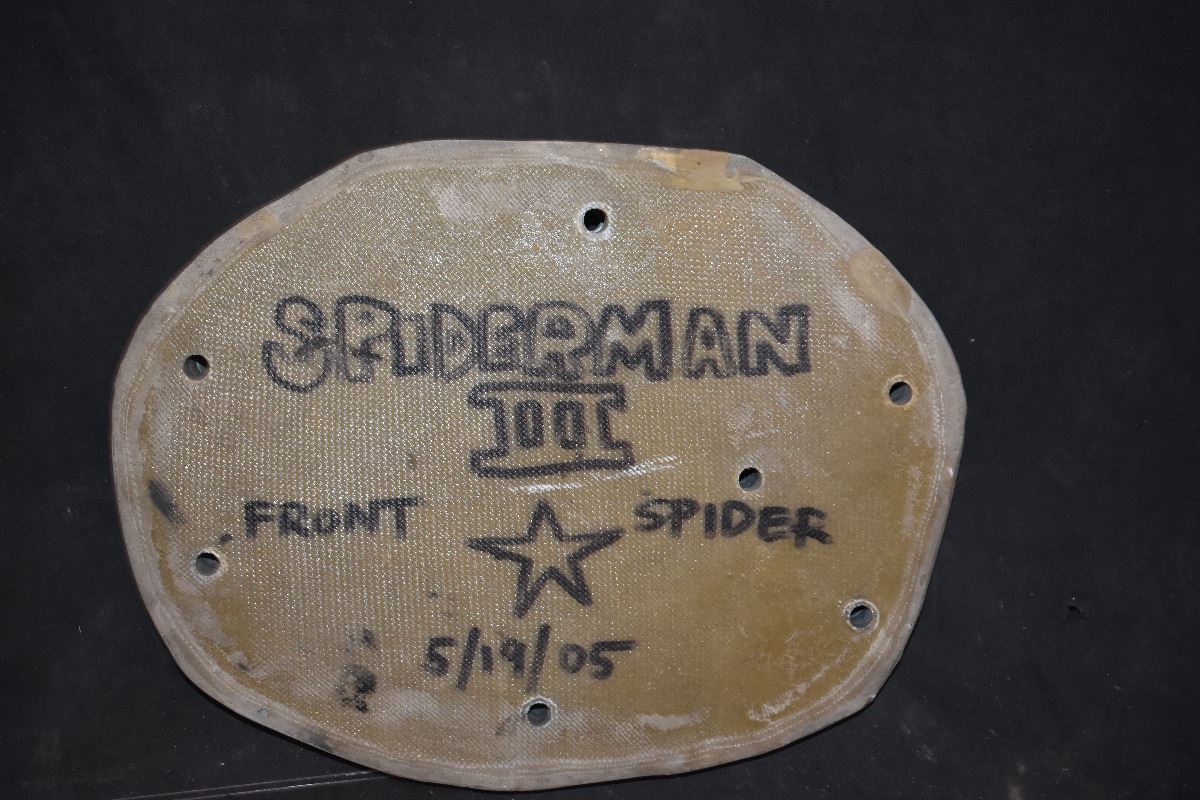 SPIDERMAN
III
FRONT ☆ SPIDER
5/19/05